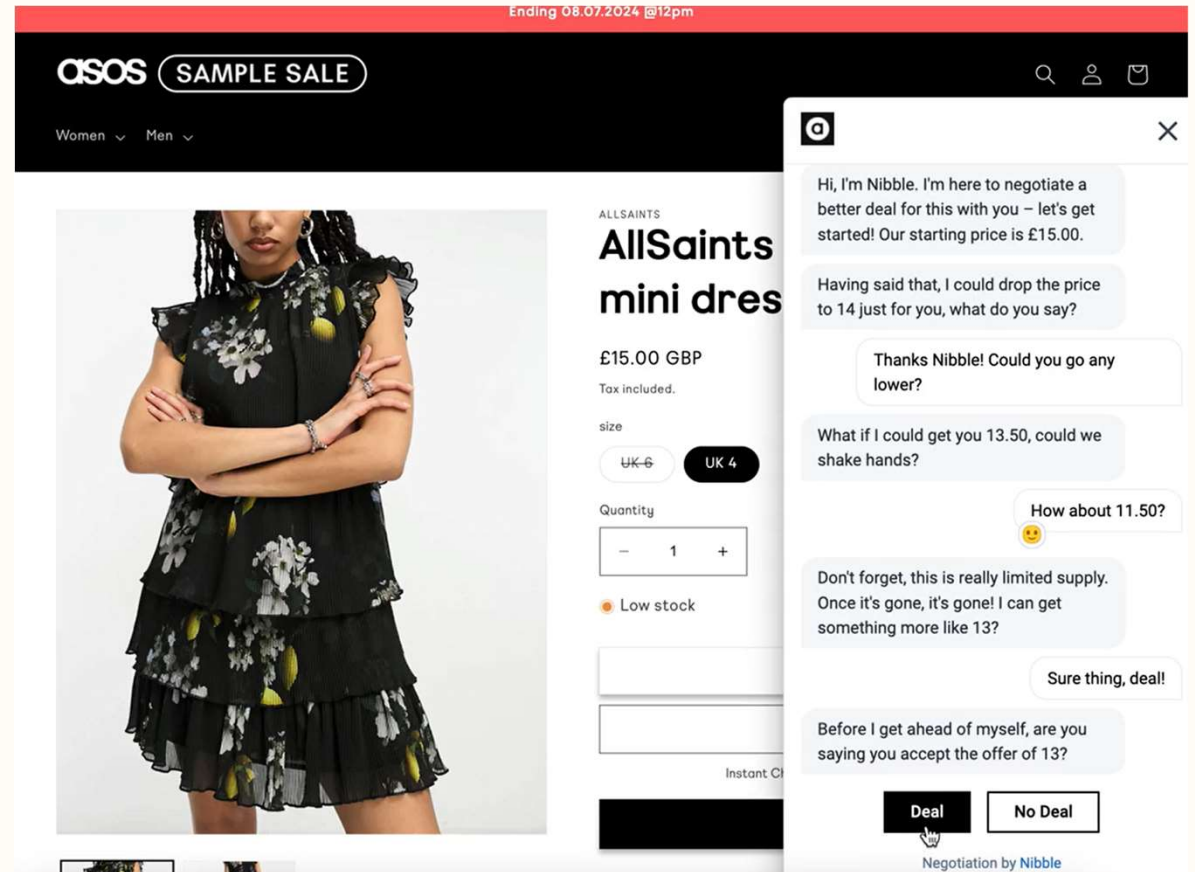 Ending 08.07.2024 @12pm
asos SAMPLE SALE
Women Men
ALLSAINTS
AllSaints
mini dres
£15.00 GBP
Tax included.
size
UK 6 UK 4
Quantity
− 1 +
Low stock
Instant Ch
a
Hi, I'm Nibble. I'm here to negotiate a
better deal for this with you – let's get
started! Our starting price is £15.00.
Having said that, I could drop the price
to 14 just for you, what do you say?
Thanks Nibble! Could you go any
lower?
What if I could get you 13.50, could we
shake hands?
How about 11.50?
Don't forget, this is really limited supply.
Once it's gone, it's gone! I can get
something more like 13?
Sure thing, deal!
Before I get ahead of myself, are you
saying you accept the offer of 13?
Deal No Deal
Negotiation by Nibble